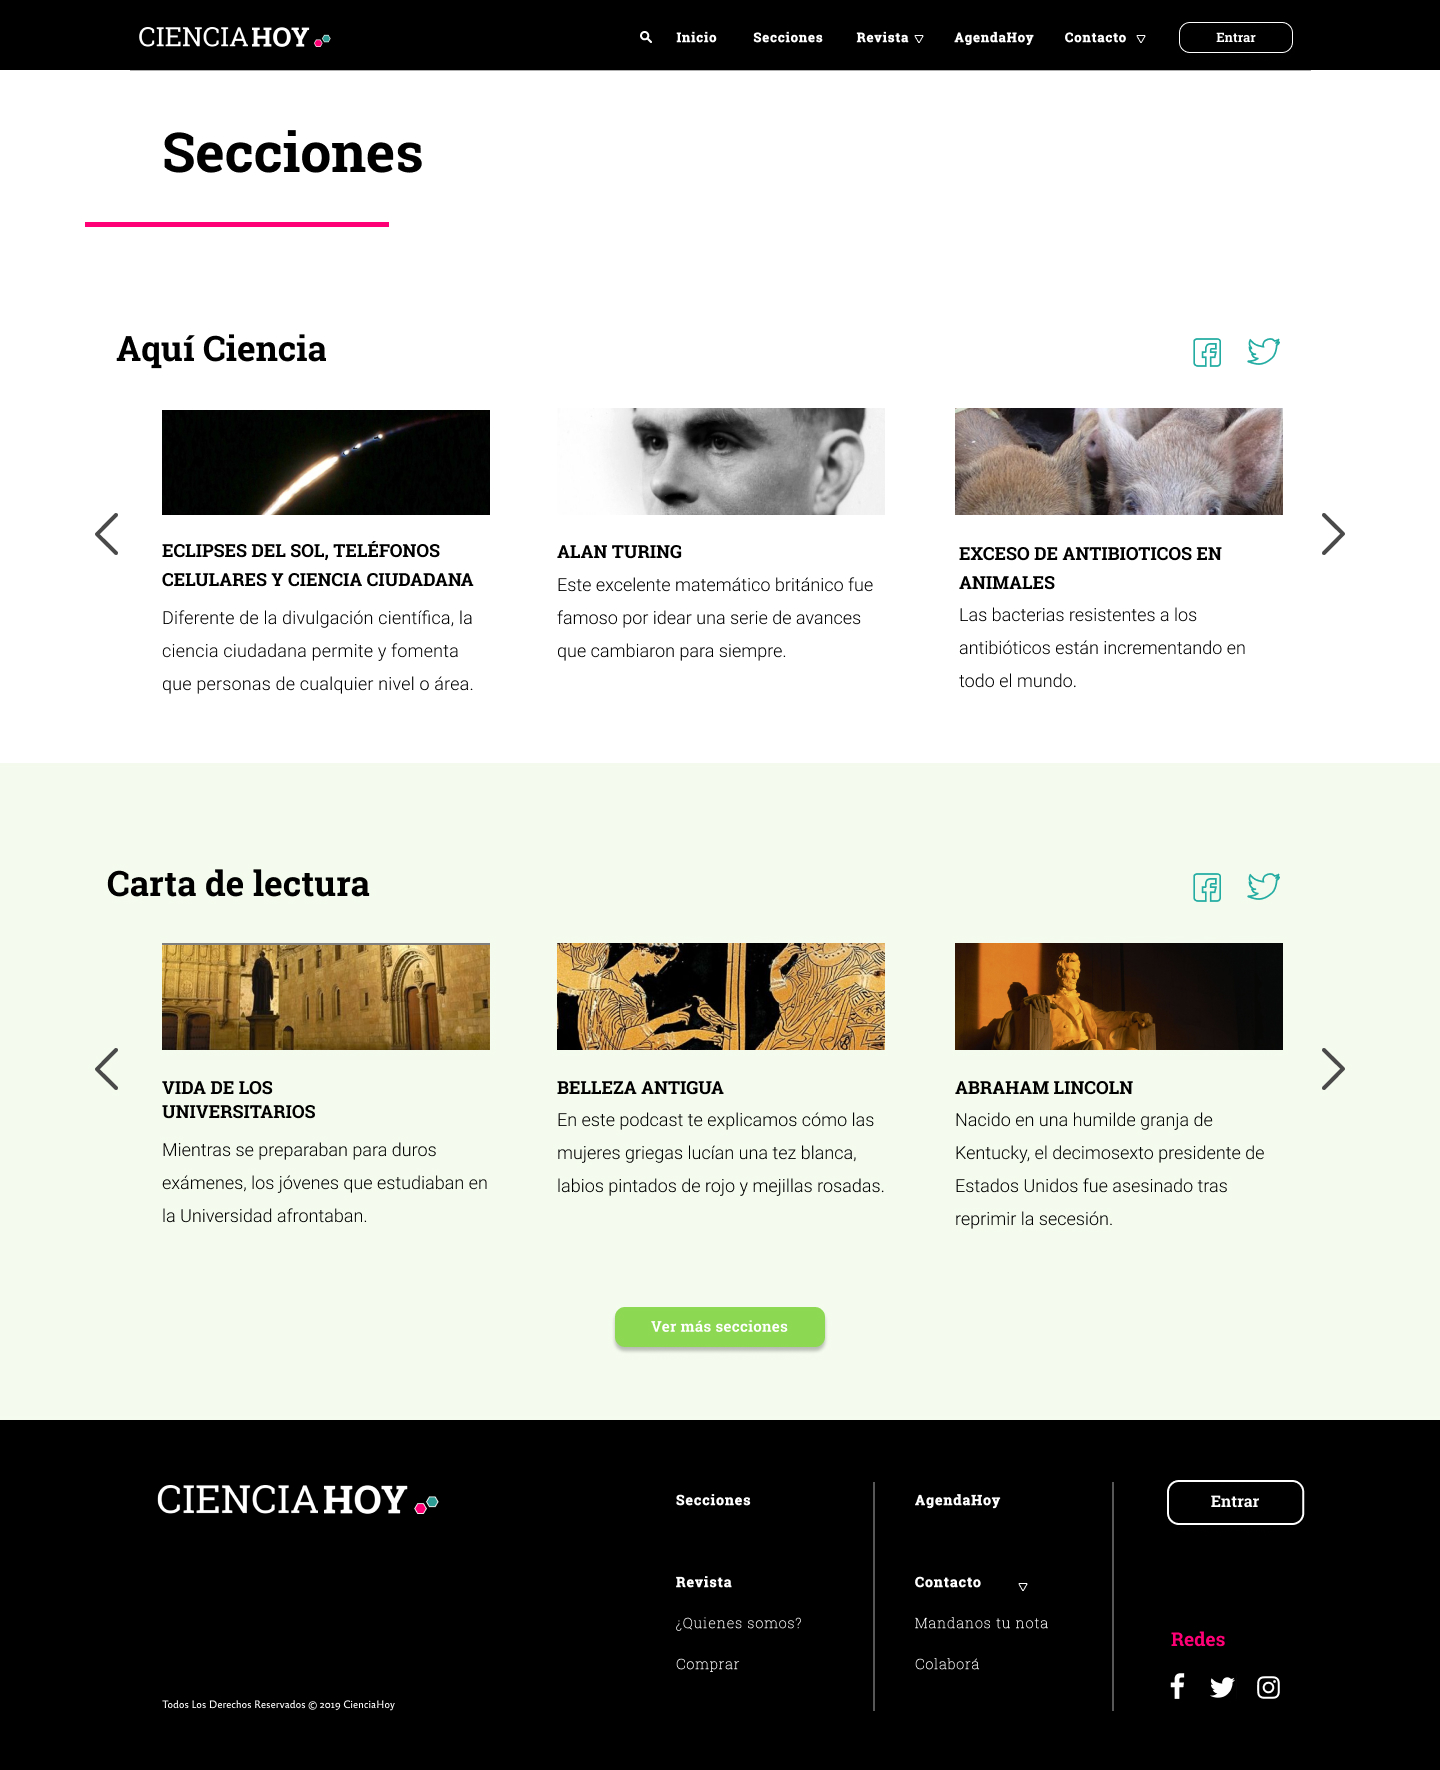 CIENCIAHOY
Inicio
Secciones
Revista
AgendaHoy
Contacto
Entrar
Secciones
Aquí Ciencia
ECLIPSES DEL SOL, TELÉFONOS
CELULARES Y CIENCIA CIUDADANA
Diferente de la divulgación científica, la
ciencia ciudadana permite y fomenta
que personas de cualquier nivel o área.
ALAN TURING
Este excelente matemático británico fue
famoso por idear una serie de avances
que cambiaron para siempre.
EXCESO DE ANTIBIOTICOS EN
ANIMALES
Las bacterias resistentes a los
antibióticos están incrementando en
todo el mundo.
Carta de lectura
VIDA DE LOS
UNIVERSITARIOS
Mientras se preparaban para duros
exámenes, los jóvenes que estudiaban en
la Universidad afrontaban.
BELLEZA ANTIGUA
En este podcast te explicamos cómo las
mujeres griegas lucían una tez blanca,
labios pintados de rojo y mejillas rosadas.
ABRAHAM LINCOLN
Nacido en una humilde granja de
Kentucky, el decimosexto presidente de
Estados Unidos fue asesinado tras
reprimir la secesión.
Ver más secciones
CIENCIAHOY
Todos Los Derechos Reservados © 2019 CienciaHoy
Secciones
Revista
¿Quienes somos?
Comprar
AgendaHoy
Contacto
Mandanos tu nota
Colaborá
Entrar
Redes